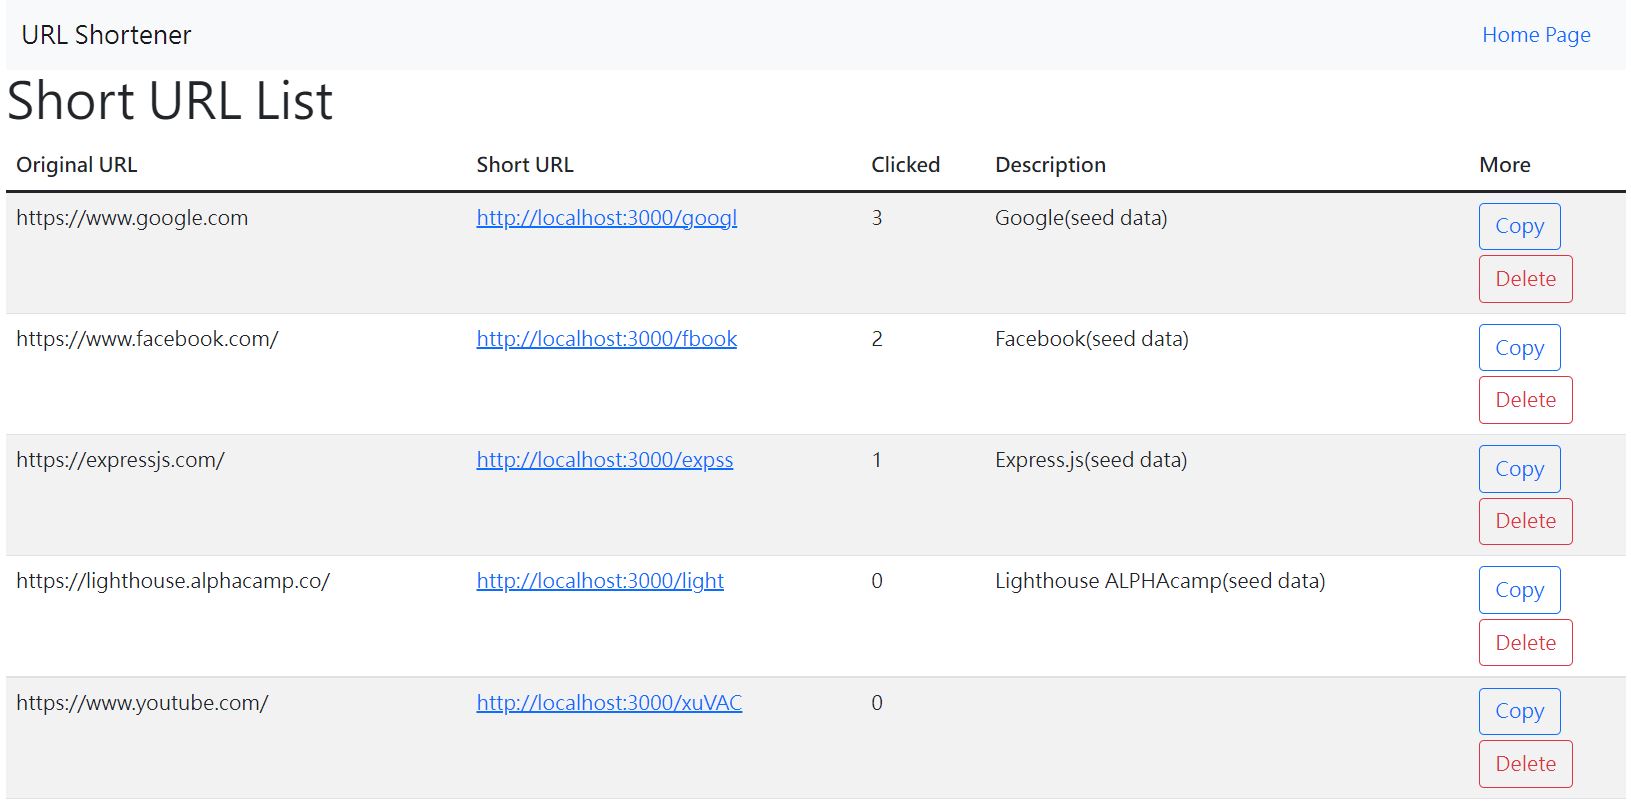 URL Shortener Home Page
Short URL List
Original URL Short URL Clicked Description More
https://www.google.com http://localhost:3000/googl 3 Google(seed data) Copy
Delete
https://www.facebook.com/ http://localhost:3000/fbook 2 Facebook(seed data) Copy
Delete
https://expressjs.com/ http://localhost:3000/expss 1 Express.js(seed data) Copy
Delete
https://lighthouse.alphacamp.co/ http://localhost:3000/light 0 Lighthouse ALPHAcamp(seed data) Copy
Delete
https://www.youtube.com/ http://localhost:3000/xuVAC 0 Copy
Delete